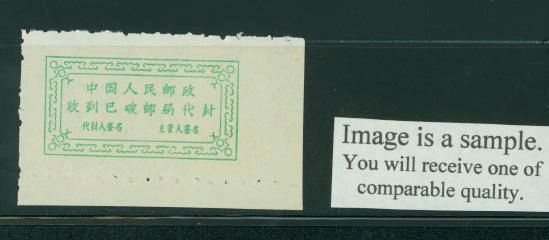 中国人民邮政
收到已破邮局代封
代封人签名 主管人签名
Image is a sample.
You will receive one of
comparable quality.